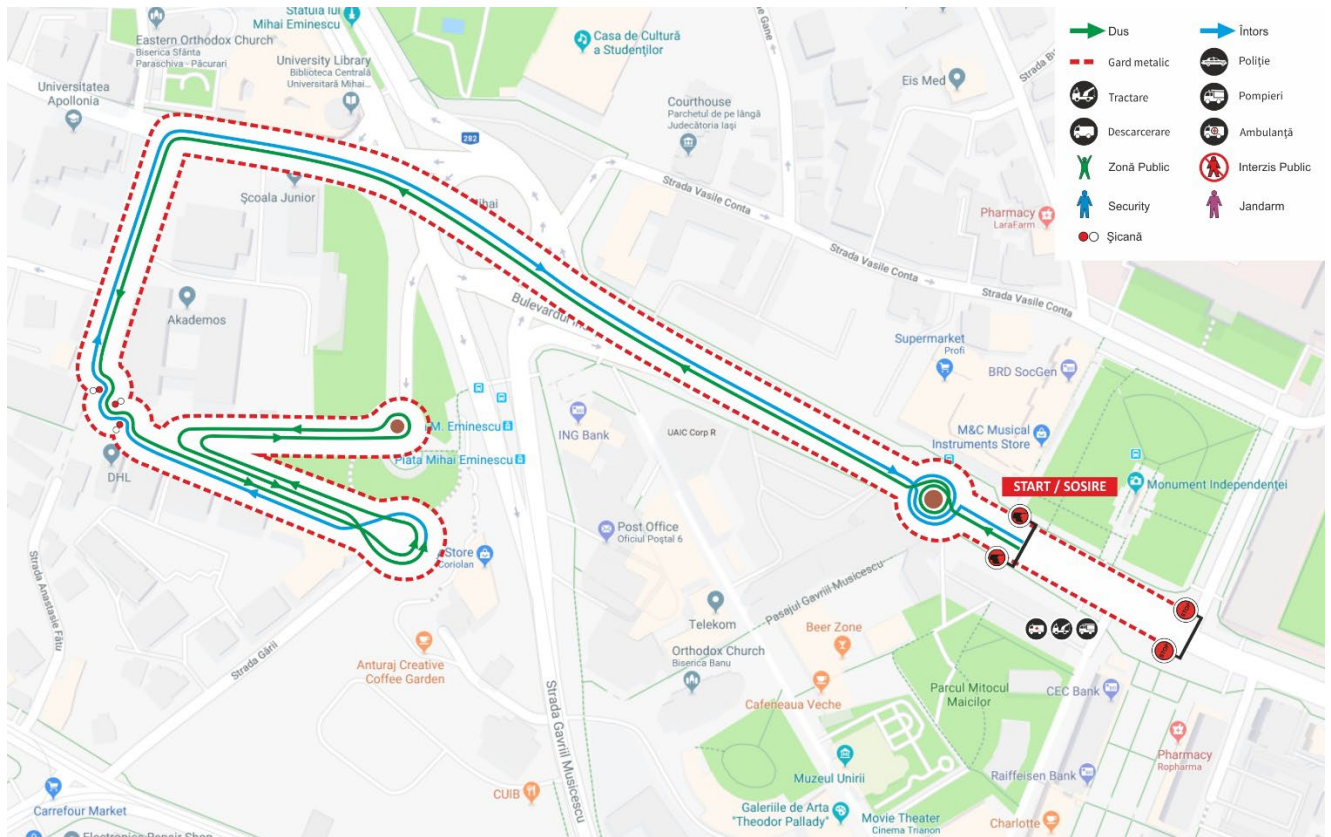 Dus
Întors
Gard metalic
Poliție
Tractare
Pompieri
Descarcerare
Ambulanță
Zonă Public
Interzis Public
Security
Jandarm
Șicană
Statuia lui
Mihai Eminescu
Eastern Orthodox Church
Biserica Sfânta
Paraschiva - Păcurari
University Library
Biblioteca Centrală
Universitară Mihai...
Casa de Cultură
a Studenților
Eis Med
Universitatea
Apollonia
Courthouse
Parchetul de pe lângă
Judecătoria Iași
282
Strada Vasile Conta
Școala Junior
Pharmacy
LaraFarm
Strada Vasile Conta
Strada Vasile Conta
Akademos
Bulevardul
Supermarket
Profi
BRD SocGen
M. Eminescu
ING Bank
UAIC Corp R
M&C Musical
Instruments Store
Piața Mihai Eminescu
DHL
START / SOSIRE
Monument Independenței
Post Office
Oficiul Poștal 6
Store
Coriolan
STOP
STOP
Strada Anastasie Fătu
Pasajul Gavriil Musicescu
Telekom
Beer Zone
Strada Gării
Orthodox Church
Biserica Banu
Anturaj Creative
Coffee Garden
Parcul Mitocul
Maicilor
CEC Bank
Cafeneaua Veche
Strada Gavriil Musicescu
Pharmacy
Ropharma
Muzeul Unirii
Raiffeisen Bank
CUIB
Carrefour Market
Galeriile de Arta
"Theodor Pallady"
Movie Theater
Cinema Trianon
Charlotte
Electronics Repair Shop